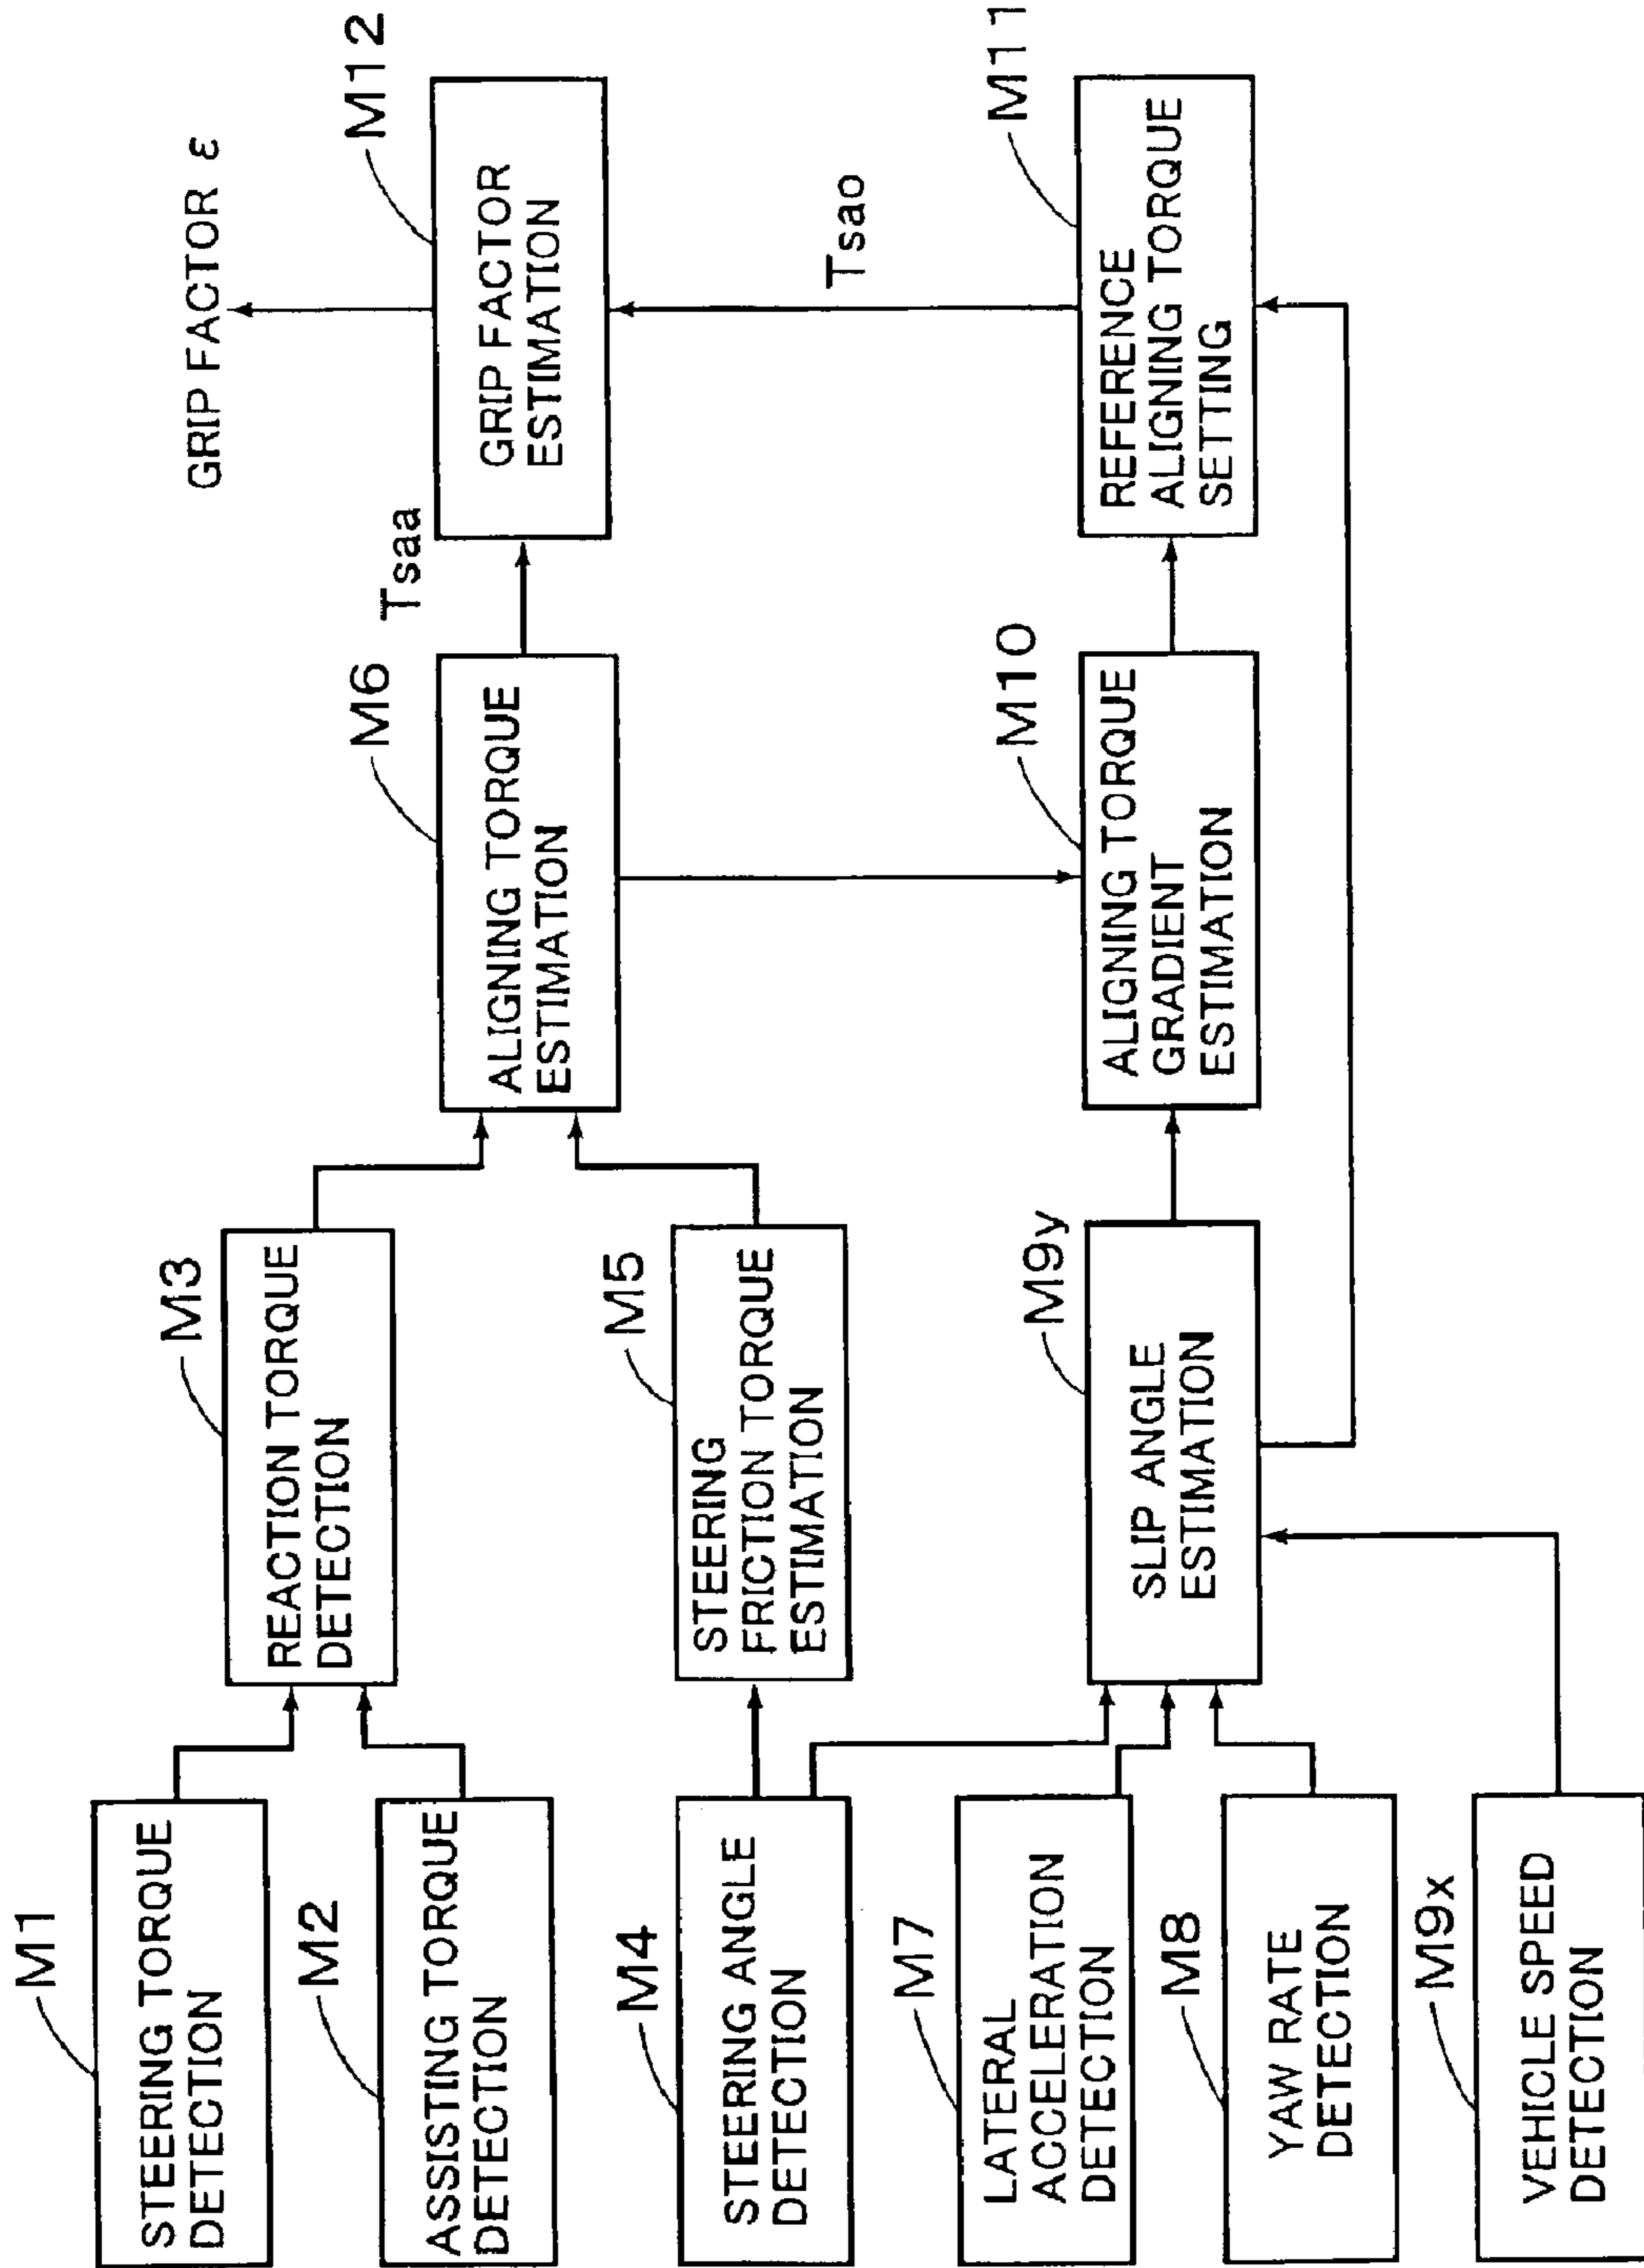 M1
STEERING TORQUE
DETECTION
M2
ASSISTING TORQUE
DETECTION
M3
REACTION TORQUE
DETECTION
M4
STEERING ANGLE
DETECTION
M5
STEERING
FRICTION TORQUE
ESTIMATION
M6
ALIGNING TORQUE
ESTIMATION
Tsaa
GRIP FACTOR ε
M12
GRIP FACTOR
ESTIMATION
Tsao
M7
LATERAL
ACCELERATION
DETECTION
M8
YAW RATE
DETECTION
M9x
VEHICLE SPEED
DETECTION
M9y
SLIP ANGLE
ESTIMATION
M10
ALIGNING TORQUE
GRADIENT
ESTIMATION
M11
REFERENCE
ALIGNING TORQUE
SETTING